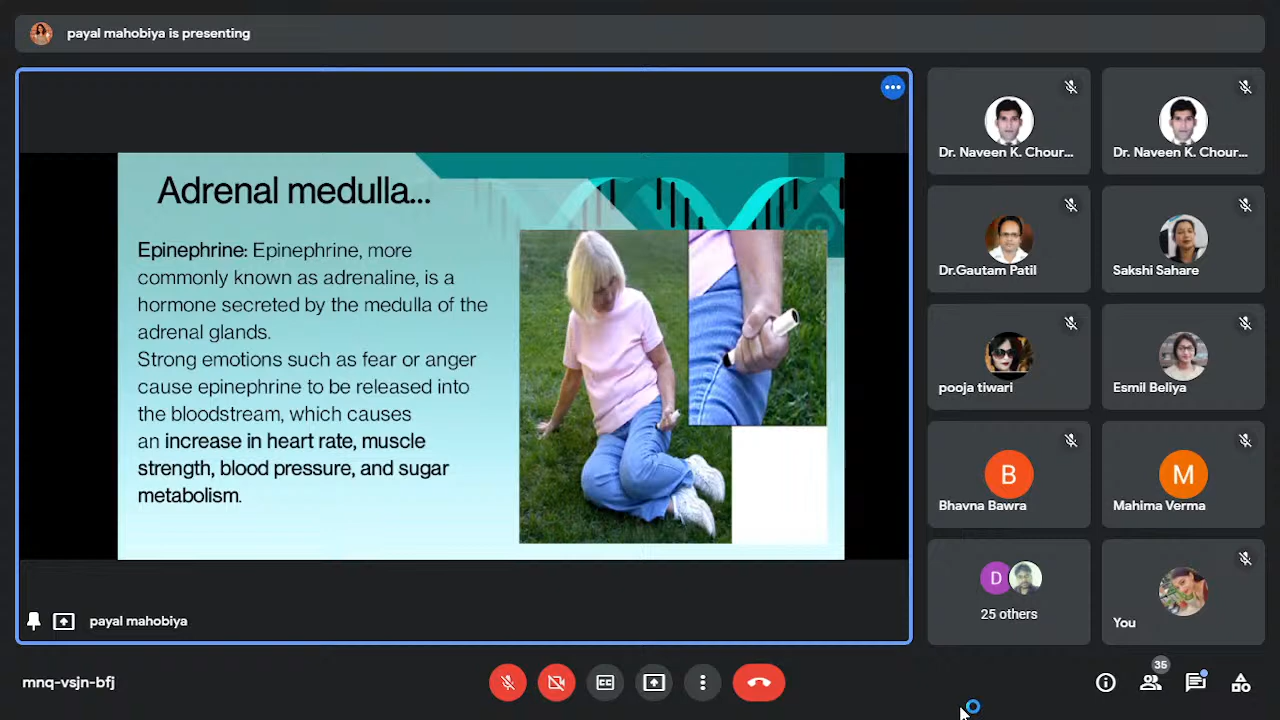 payal mahobiya is presenting
Adrenal medulla...
Epinephrine: Epinephrine, more
commonly known as adrenaline, is a
hormone secreted by the medulla of the
adrenal glands.
Strong emotions such as fear or anger
cause epinephrine to be released into
the bloodstream, which causes
an increase in heart rate, muscle
strength, blood pressure, and sugar
metabolism.
payal mahobiya
Dr. Naveen K. Chour...
Dr. Naveen K. Chour...
Dr.Gautam Patil
Sakshi Sahare
pooja tiwari
Esmil Beliya
B
Bhavna Bawra
M
Mahima Verma
D
25 others
You
mnq-vsjn-bfj
CC
35